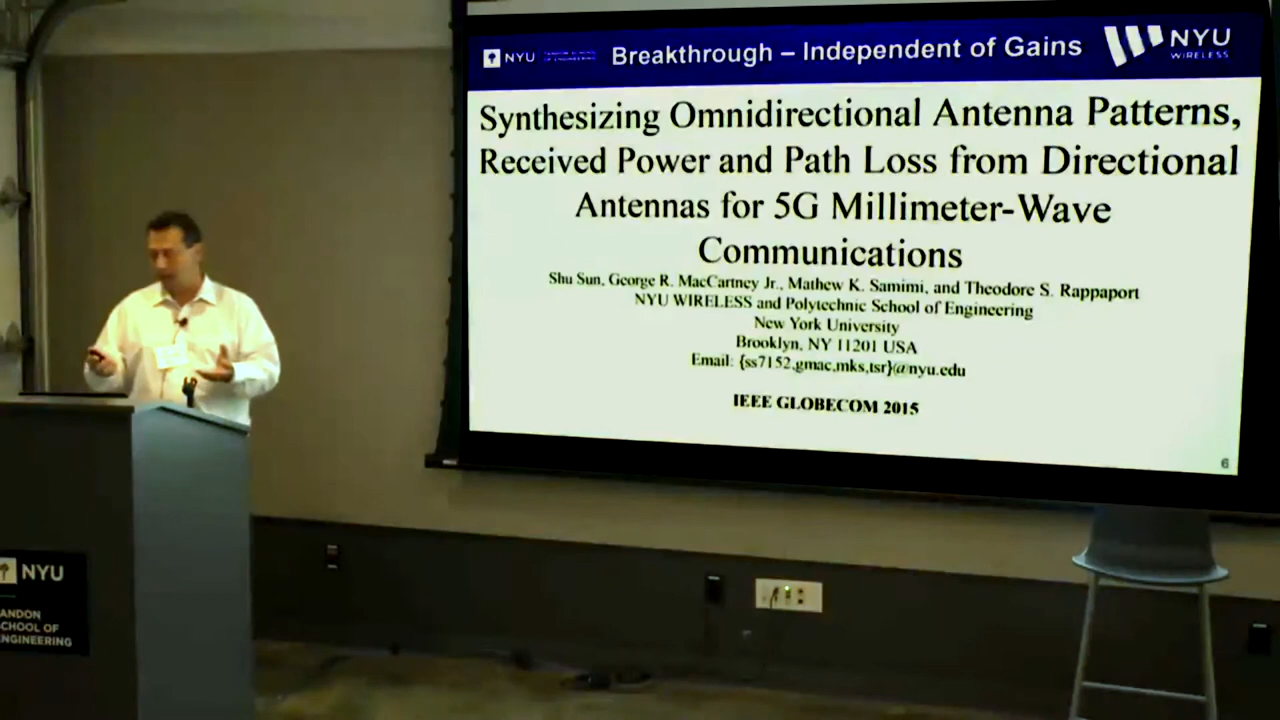 NYU
Breakthrough – Independent of Gains
NYU
WIRELESS
Synthesizing Omnidirectional Antenna Patterns,
Received Power and Path Loss from Directional
Antennas for 5G Millimeter-Wave
Communications
Shu Sun, George R. MacCartney Jr., Mathew K. Samimi, and Theodore S. Rappaport
NYU WIRELESS and Polytechnic School of Engineering
New York University
Brooklyn, NY 11201 USA
Email: {ss7152,gmac,mks,tsr}@nyu.edu
IEEE GLOBECOM 2015
6
NYU
ANDON
CHOOL OF
NGINEERING